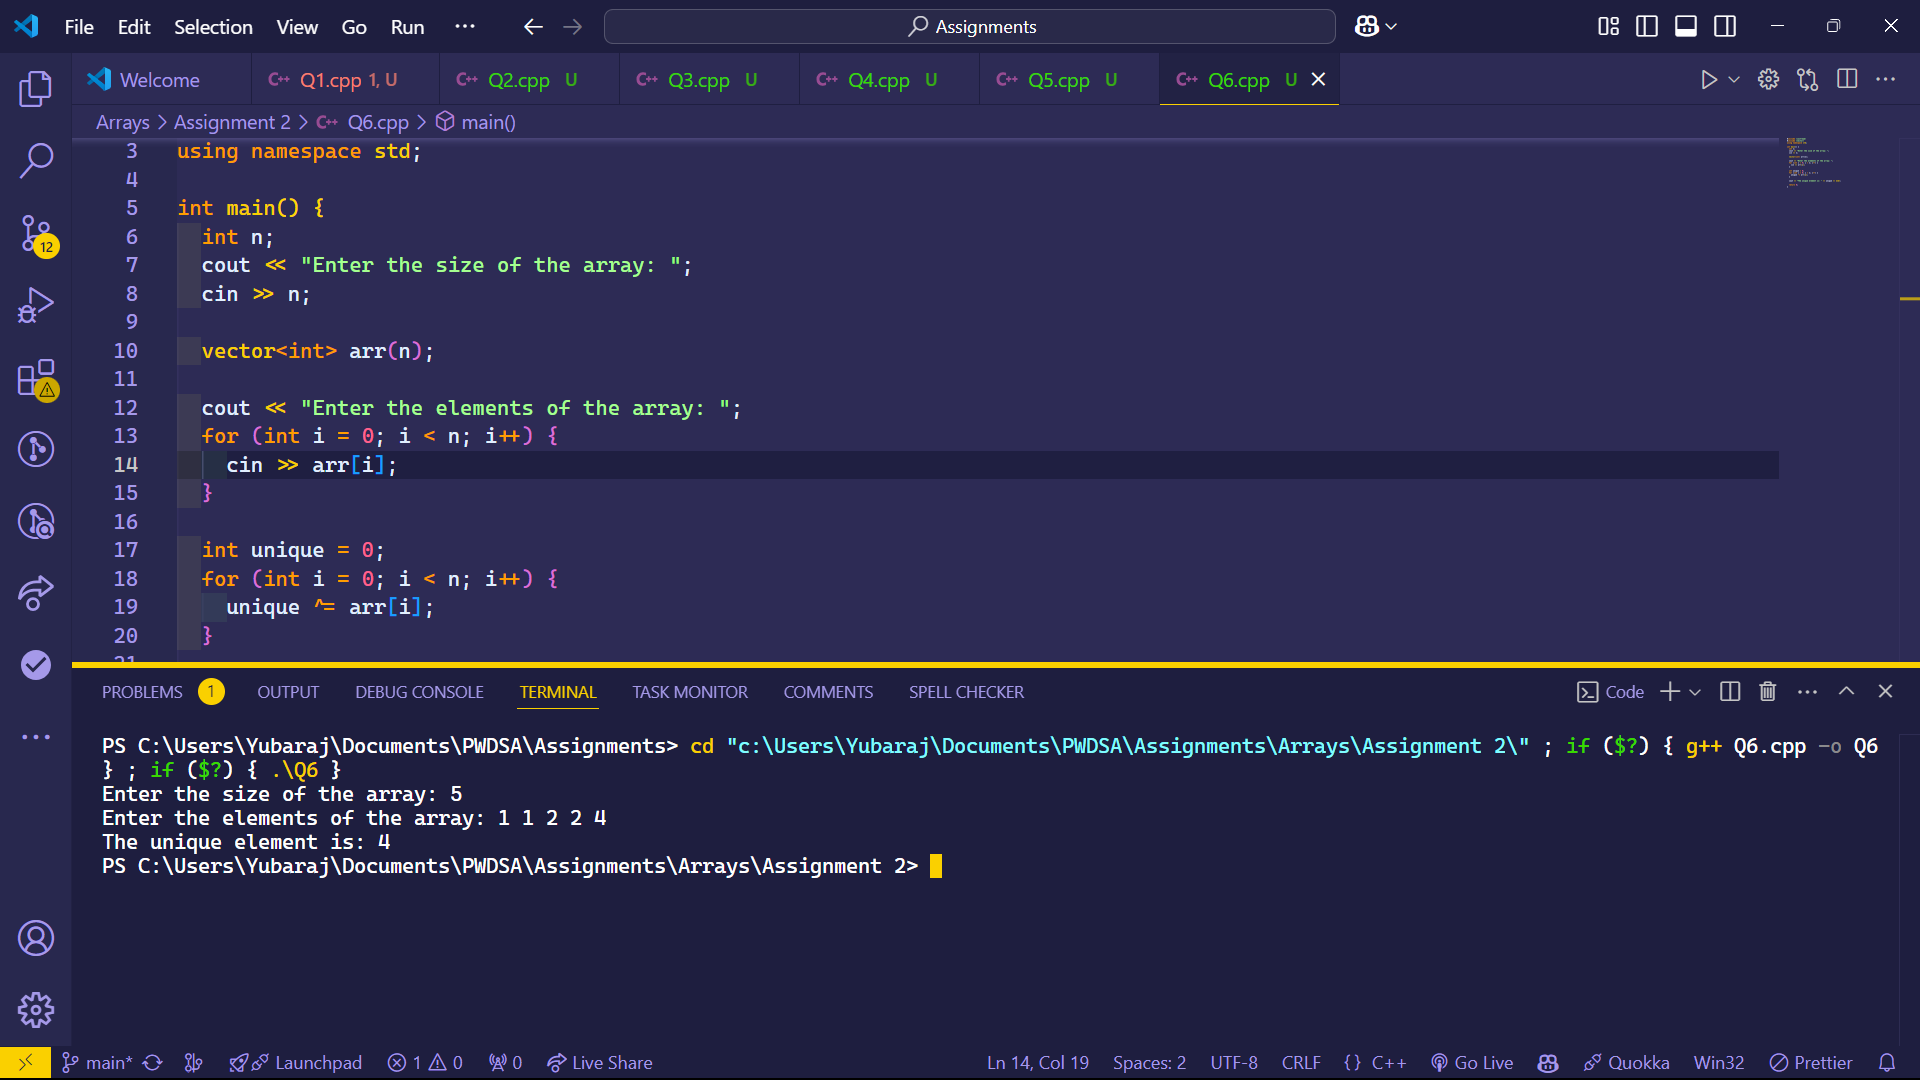 File Edit Selection View Go Run ··· Assignments
Welcome Q1.cpp 1, U Q2.cpp U Q3.cpp U Q4.cpp U Q5.cpp U Q6.cpp U
Arrays > Assignment 2 > Q6.cpp > main()
3 using namespace std;
4
5 int main() {
6 int n;
7 cout << "Enter the size of the array: ";
8 cin >> n;
9
10 vector<int> arr(n);
11
12 cout << "Enter the elements of the array: ";
13 for (int i = 0; i < n; i++) {
14 cin >> arr[i];
15 }
16
17 int unique = 0;
18 for (int i = 0; i < n; i++) {
19 unique ^= arr[i];
20 }
21
12
PROBLEMS 1 OUTPUT DEBUG CONSOLE TERMINAL TASK MONITOR COMMENTS SPELL CHECKER Code
PS C:\Users\Yubaraj\Documents\PWDSA\Assignments> cd "c:\Users\Yubaraj\Documents\PWDSA\Assignments\Arrays\Assignment 2\" ; if ($?) { g++ Q6.cpp -o Q6
} ; if ($?) { .\Q6 }
Enter the size of the array: 5
Enter the elements of the array: 1 1 2 2 4
The unique element is: 4
PS C:\Users\Yubaraj\Documents\PWDSA\Assignments\Arrays\Assignment 2>
main* Launchpad 1 0 0 Live Share Ln 14, Col 19 Spaces: 2 UTF-8 CRLF {} C++ Go Live Quokka Win32 Prettier